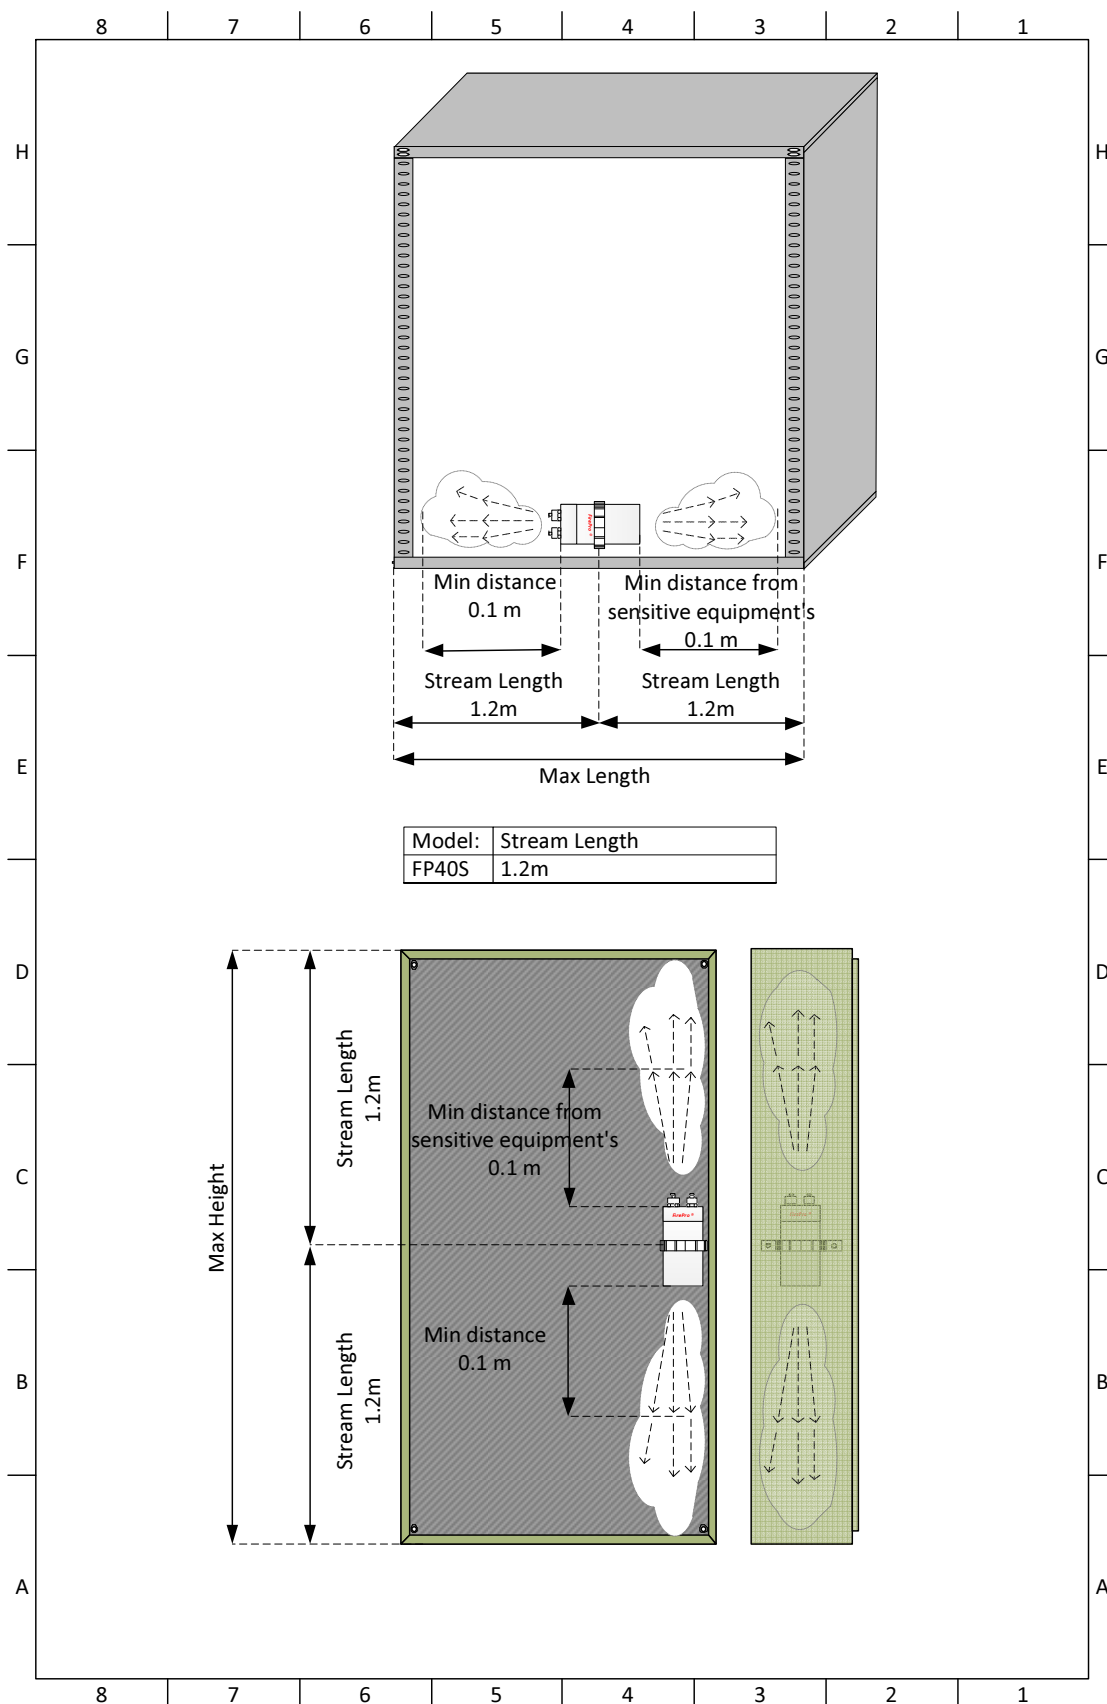 8 7 6 5 4 3 2 1
H H
G G
F F
Min distance
0.1 m
Min distance from
sensitive equipment's
0.1 m
Stream Length
1.2m
Stream Length
1.2m
E E
Max Length
Model: Stream Length
FP40S 1.2m
D D
Stream Length
1.2m
Min distance from
sensitive equipment's
0.1 m
C C
Max Height
FirePro ®
Min distance
0.1 m
Stream Length
1.2m
B B
A A
8 7 6 5 4 3 2 1